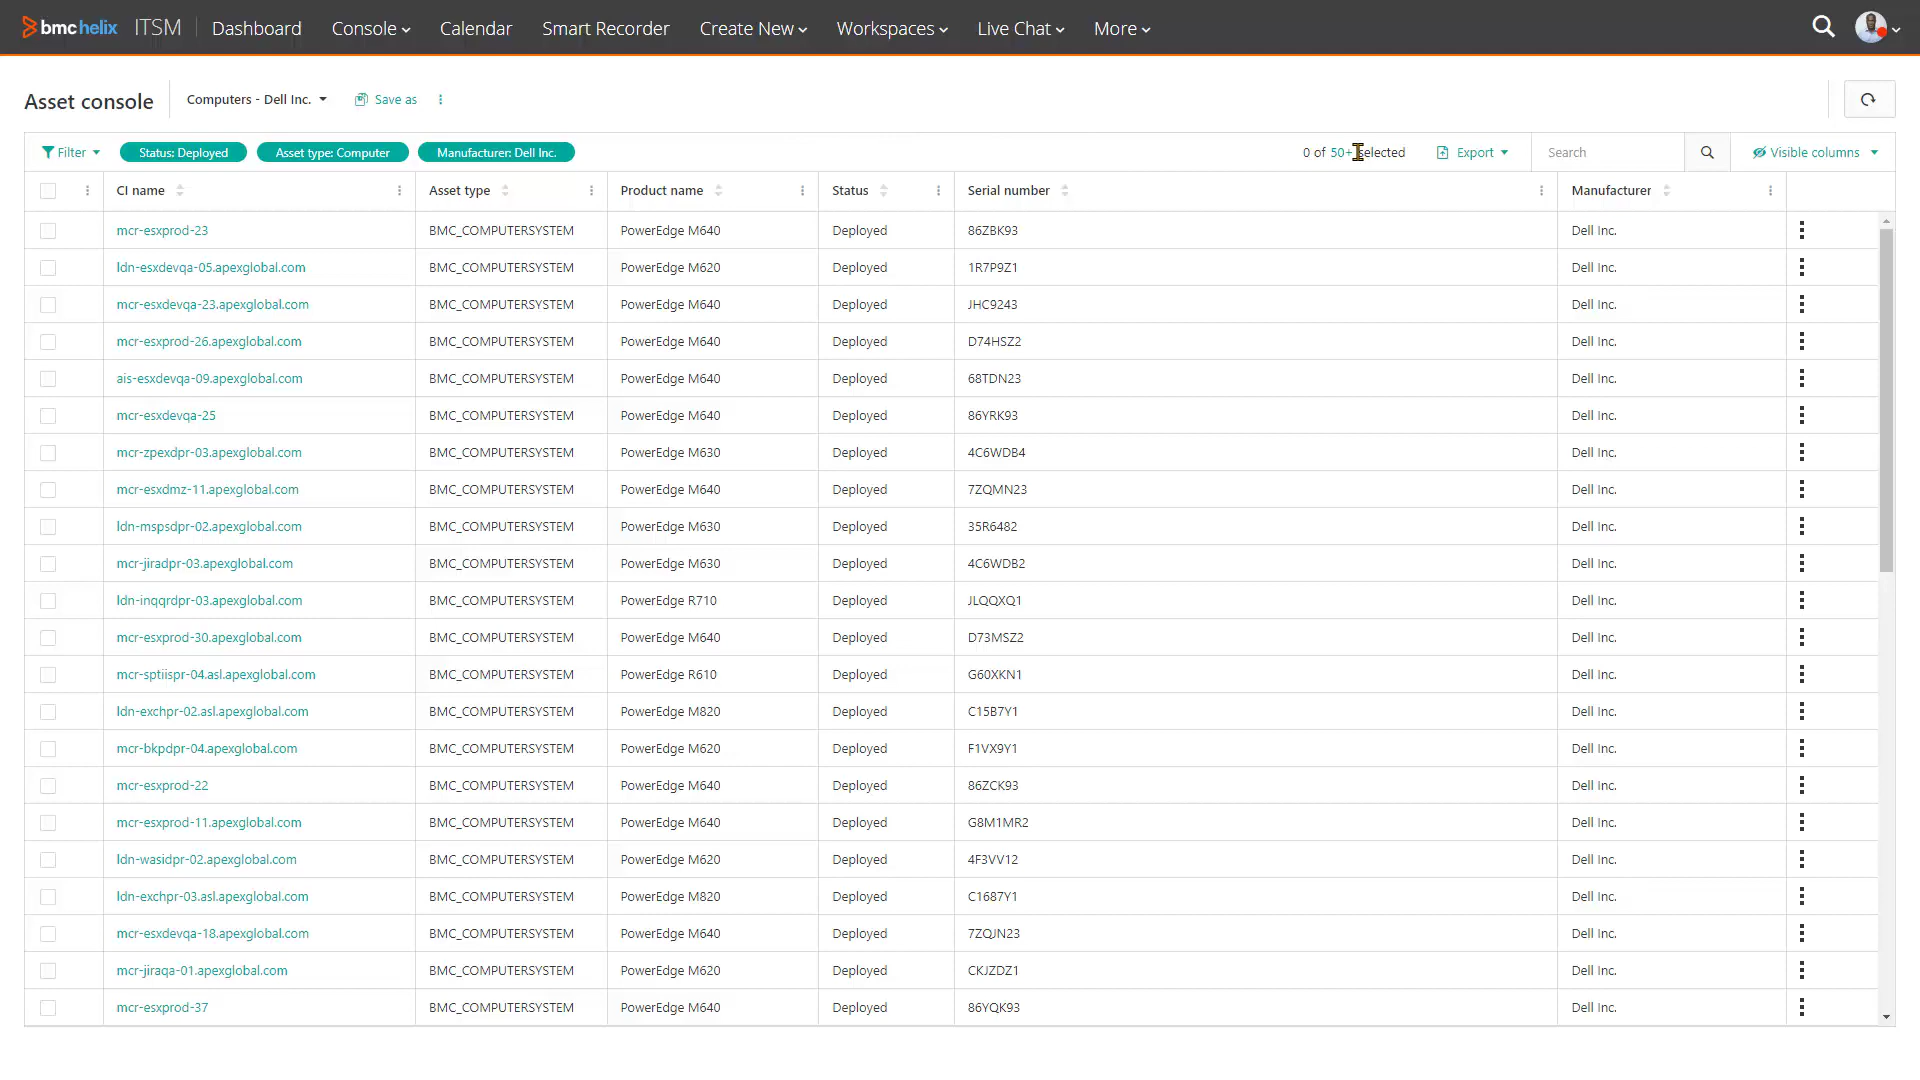 bmchelix ITSM Dashboard Console Calendar Smart Recorder Create New Workspaces Live Chat More
Asset console Computers - Dell Inc. Save as
Filter Status: Deployed Asset type: Computer Manufacturer: Dell Inc. 0 of 50+ selected Export Search Visible columns
CI name Asset type Product name Status Serial number Manufacturer
mcr-esxprod-23 BMC_COMPUTERSYSTEM PowerEdge M640 Deployed 86ZBK93 Dell Inc.
ldn-esxdevqa-05.apexglobal.com BMC_COMPUTERSYSTEM PowerEdge M620 Deployed 1R7P9Z1 Dell Inc.
mcr-esxdevqa-23.apexglobal.com BMC_COMPUTERSYSTEM PowerEdge M640 Deployed JHC9243 Dell Inc.
mcr-esxprod-26.apexglobal.com BMC_COMPUTERSYSTEM PowerEdge M640 Deployed D74HSZ2 Dell Inc.
ais-esxdevqa-09.apexglobal.com BMC_COMPUTERSYSTEM PowerEdge M640 Deployed 68TDN23 Dell Inc.
mcr-esxdevqa-25 BMC_COMPUTERSYSTEM PowerEdge M640 Deployed 86YRK93 Dell Inc.
mcr-zpexdpr-03.apexglobal.com BMC_COMPUTERSYSTEM PowerEdge M630 Deployed 4C6WDB4 Dell Inc.
mcr-esxdmz-11.apexglobal.com BMC_COMPUTERSYSTEM PowerEdge M640 Deployed 7ZQMN23 Dell Inc.
ldn-mspsdpr-02.apexglobal.com BMC_COMPUTERSYSTEM PowerEdge M630 Deployed 35R6482 Dell Inc.
mcr-jiradpr-03.apexglobal.com BMC_COMPUTERSYSTEM PowerEdge M630 Deployed 4C6WDB2 Dell Inc.
ldn-inqqrdpr-03.apexglobal.com BMC_COMPUTERSYSTEM PowerEdge R710 Deployed JLQQXQ1 Dell Inc.
mcr-esxprod-30.apexglobal.com BMC_COMPUTERSYSTEM PowerEdge M640 Deployed D73MSZ2 Dell Inc.
mcr-sptiispr-04.asl.apexglobal.com BMC_COMPUTERSYSTEM PowerEdge R610 Deployed G60XKN1 Dell Inc.
ldn-exchpr-02.asl.apexglobal.com BMC_COMPUTERSYSTEM PowerEdge M820 Deployed C15B7Y1 Dell Inc.
mcr-bkpdpr-04.apexglobal.com BMC_COMPUTERSYSTEM PowerEdge M620 Deployed F1VX9Y1 Dell Inc.
mcr-esxprod-22 BMC_COMPUTERSYSTEM PowerEdge M640 Deployed 86ZCK93 Dell Inc.
mcr-esxprod-11.apexglobal.com BMC_COMPUTERSYSTEM PowerEdge M640 Deployed G8M1MR2 Dell Inc.
ldn-wasidpr-02.apexglobal.com BMC_COMPUTERSYSTEM PowerEdge M620 Deployed 4F3VV12 Dell Inc.
ldn-exchpr-03.asl.apexglobal.com BMC_COMPUTERSYSTEM PowerEdge M820 Deployed C1687Y1 Dell Inc.
mcr-esxdevqa-18.apexglobal.com BMC_COMPUTERSYSTEM PowerEdge M640 Deployed 7ZQJN23 Dell Inc.
mcr-jiraqa-01.apexglobal.com BMC_COMPUTERSYSTEM PowerEdge M620 Deployed CKJZDZ1 Dell Inc.
mcr-esxprod-37 BMC_COMPUTERSYSTEM PowerEdge M640 Deployed 86YQK93 Dell Inc.